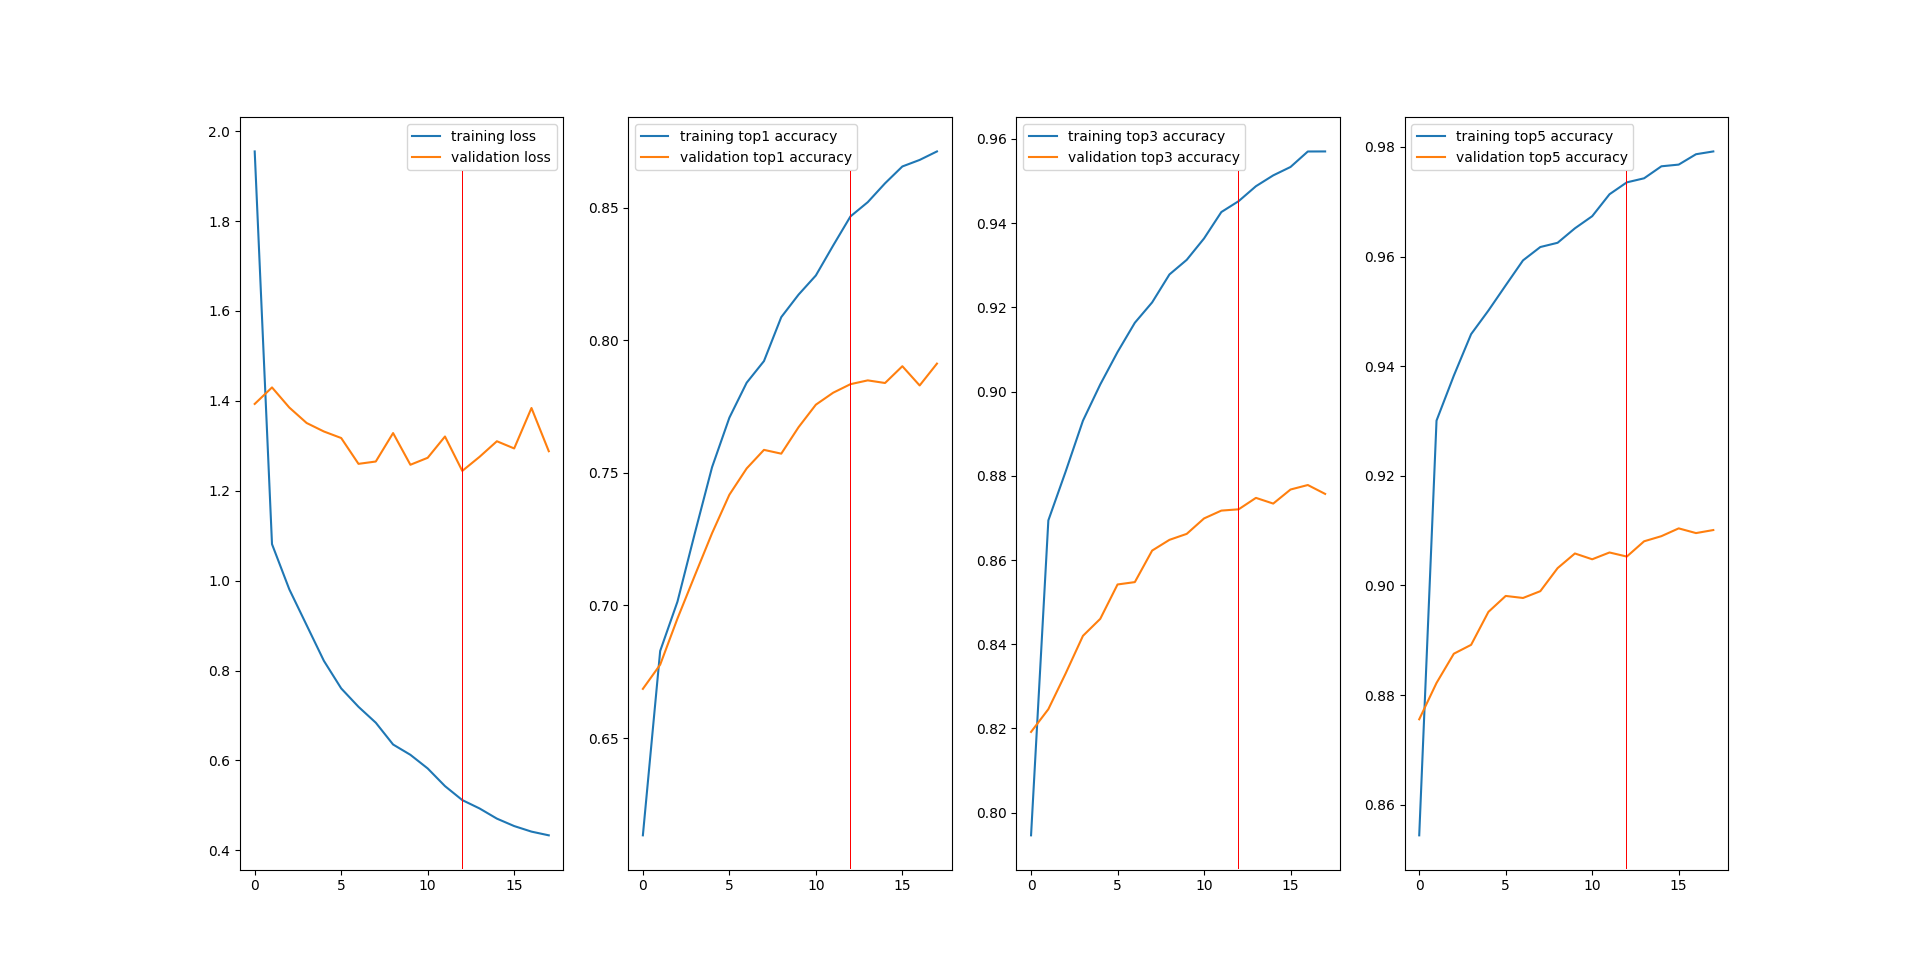 training loss
validation loss
2.0
1.8
1.6
1.4
1.2
1.0
0.8
0.6
0.4
0 5 10 15
training top1 accuracy
validation top1 accuracy
0.85
0.80
0.75
0.70
0.65
0 5 10 15
training top3 accuracy
validation top3 accuracy
0.96
0.94
0.92
0.90
0.88
0.86
0.84
0.82
0.80
0 5 10 15
training top5 accuracy
validation top5 accuracy
0.98
0.96
0.94
0.92
0.90
0.88
0.86
0 5 10 15